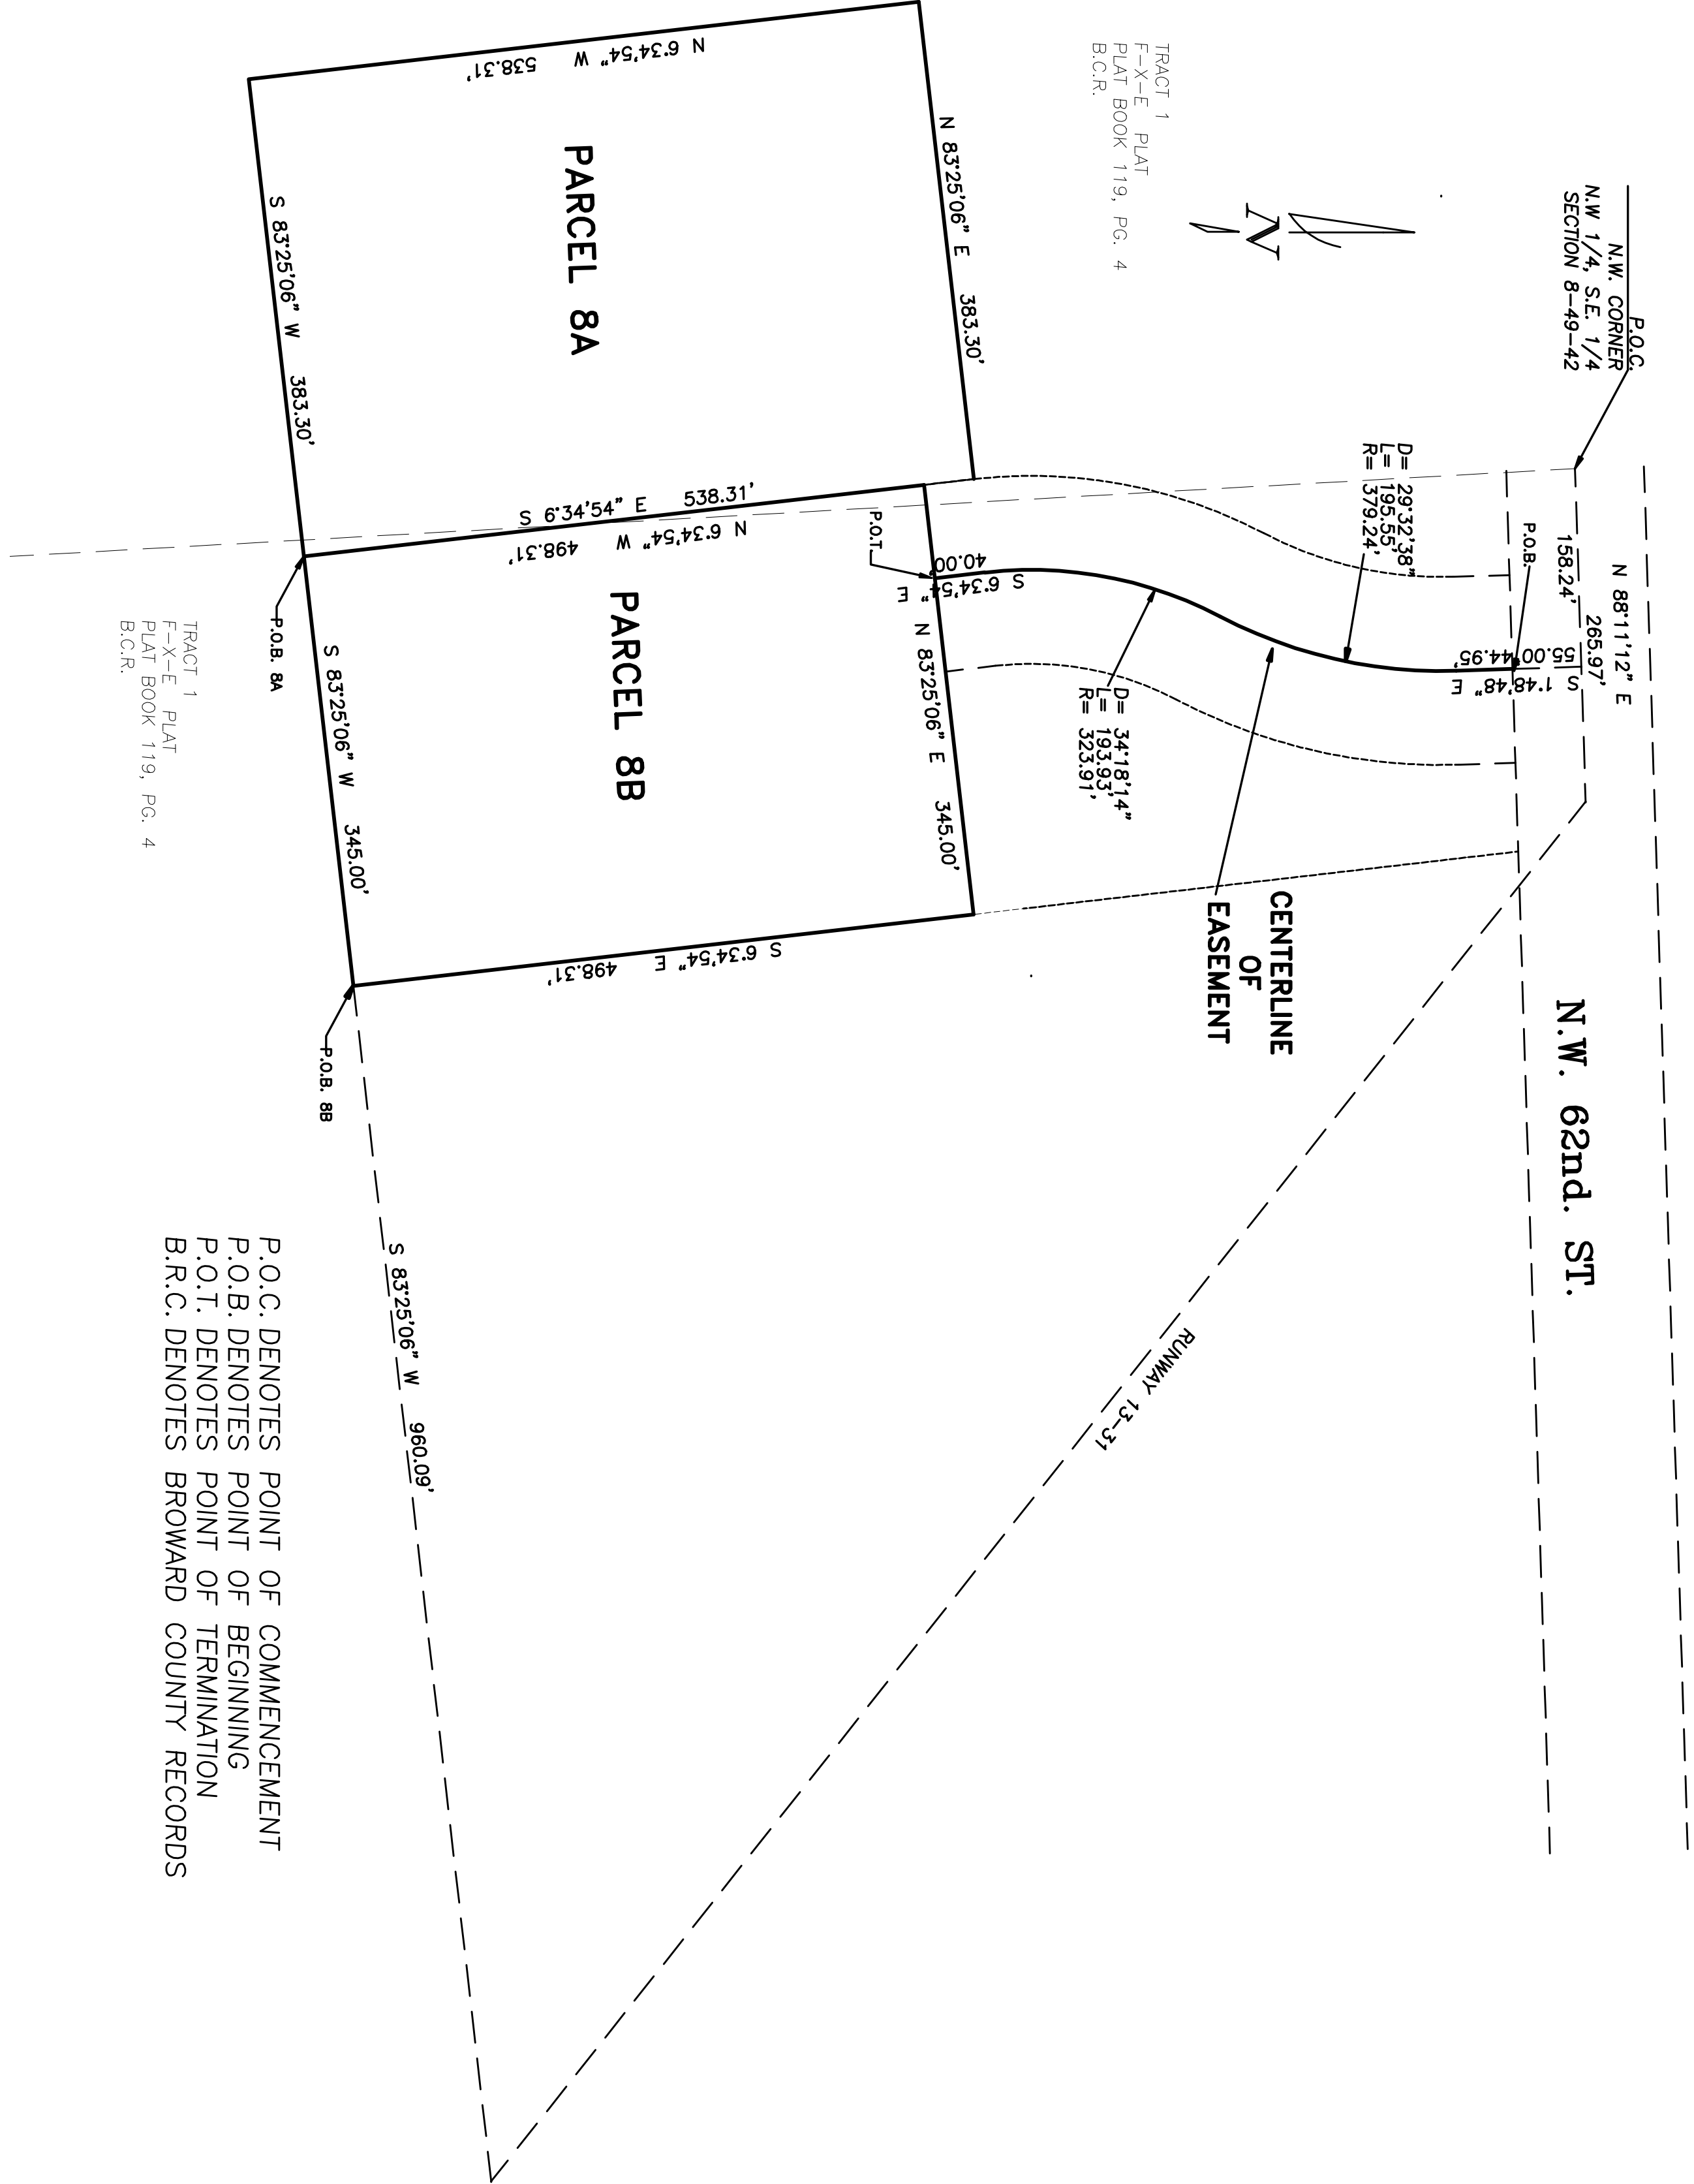 P.O.C.
N.W. CORNER
N.W 1/4, S.E. 1/4
SECTION 8-49-42
N 88°11'12" E
265.97'
158.24'
P.O.B.
55.00'
44.95'
S 1°48'48" E
N.W. 62nd. ST.
D= 29°32'38"
L= 195.55'
R= 379.24'
N
TRACT 1
F-X-E PLAT
PLAT BOOK 119, PG. 4
B.C.R.
CENTERLINE
OF
EASEMENT
D= 34°18'14"
L= 193.93'
R= 323.91'
RUNWAY 13-31
S 6°34'54" E
40.00'
P.O.T.
N 83°25'06" E 383.30'
N 83°25'06" E 345.00'
N 6°34'54" W 538.31'
PARCEL 8A
S 6°34'54" E 538.31'
N 6°34'54" W 498.31'
PARCEL 8B
S 6°34'54" E 498.31'
S 83°25'06" W 383.30'
P.O.B. 8A
S 83°25'06" W 345.00'
P.O.B. 8B
S 83°25'06" W 960.09'
TRACT 1
F-X-E PLAT
PLAT BOOK 119, PG. 4
B.C.R.
P.O.C. DENOTES POINT OF COMMENCEMENT
P.O.B. DENOTES POINT OF BEGINNING
P.O.T. DENOTES POINT OF TERMINATION
B.R.C. DENOTES BROWARD COUNTY RECORDS